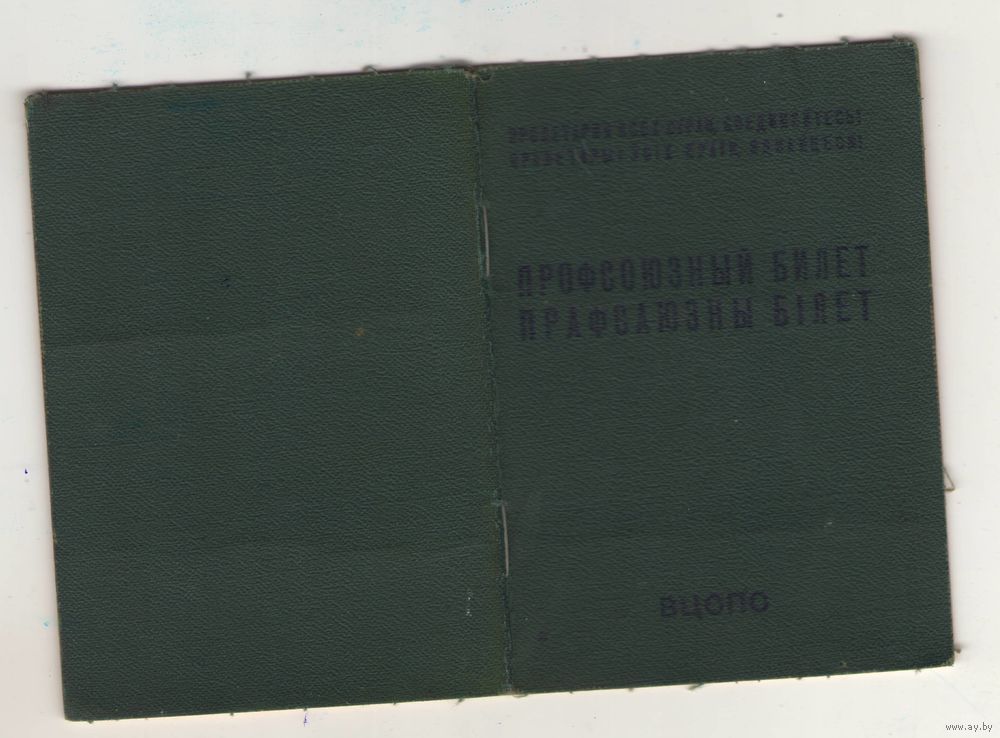 ПРОЛЕТАРИИ ВСЕХ СТРАН, СОЕДИНЯЙТЕСЬ!
ПРАЛЕТАРЫІ ЎСІХ КРАІН, ЯДНАЙЦЕСЯ!
ПРОФСОЮЗНЫЙ БИЛЕТ
ПРАФСАЮЗНЫ БІЛЕТ
ВЦСПС
www.ay.by